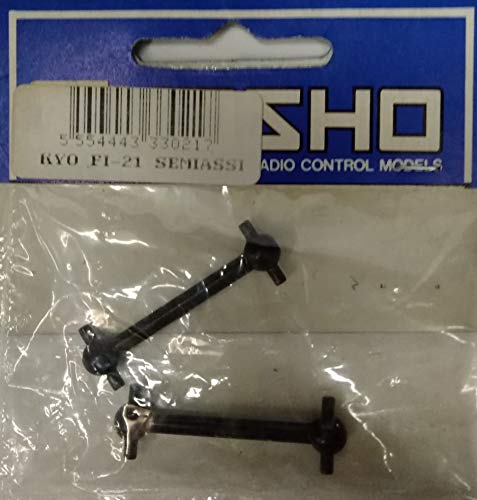 SHO
ADIO CONTROL MODELS
5 554443 330217
KYO FI-21 SEMIASSI